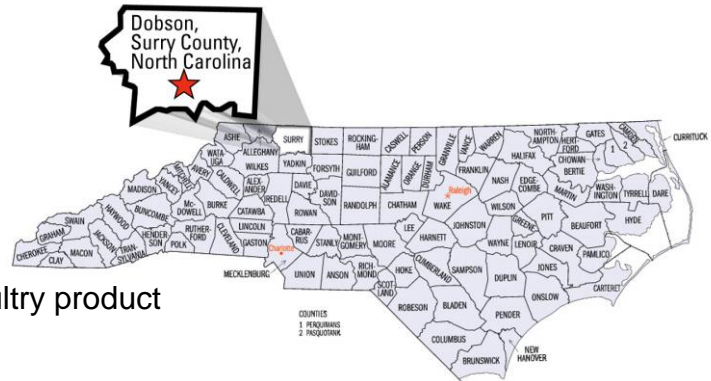 Dobson,
Surry County,
North Carolina
ASHE
SURRY
STOKES
ROCKING-
HAM
CASWELL
PERSON
GRANVILLE
VANCE
WARREN
NORTH-
AMPTON
HERT-
FORD
GATES
CAMDEN
CURRITUCK
1
2
WATA-
UGA
ALLEGHANY
WILKES
YADKIN
FORSYTH
GUILFORD
ALAMANCE
ORANGE
DURHAM
FRANKLIN
HALIFAX
CHOWAN
BERTIE
MITCHELL
AVERY
CALDWELL
ALEX-
ANDER
IREDELL
DAVIE
DAVID-
SON
RANDOLPH
CHATHAM
Raleigh
WAKE
NASH
EDGE-
COMBE
MARTIN
WASH-
INGTON
TYRRELL
DARE
MADISON
YANCEY
Mc-
DOWELL
BURKE
CATAWBA
ROWAN
WILSON
PITT
BEAUFORT
HYDE
SWAIN
HAYWOOD
BUNCOMBE
RUTHER-
FORD
CLEVELAND
LINCOLN
GASTON
CABAR-
RUS
STANLY
MONT-
GOMERY
MOORE
LEE
HARNETT
JOHNSTON
GREENE
WAYNE
LENOIR
CRAVEN
PAMLICO
GRAHAM
CHEROKEE
CLAY
MACON
JACKSON
TRAN-
SYLVANIA
HENDER
SON
POLK
Charlotte
MECKLENBURG
UNION
ANSON
RICH-
MOND
SCOT-
LAND
HOKE
CUMBERLAND
SAMPSON
DUPLIN
JONES
ONSLOW
CARTERET
ROBESON
BLADEN
PENDER
NEW
HANOVER
COLUMBUS
BRUNSWICK
COUNTIES
1 PERQUIMANS
2 PASQUOTANK
ultry product